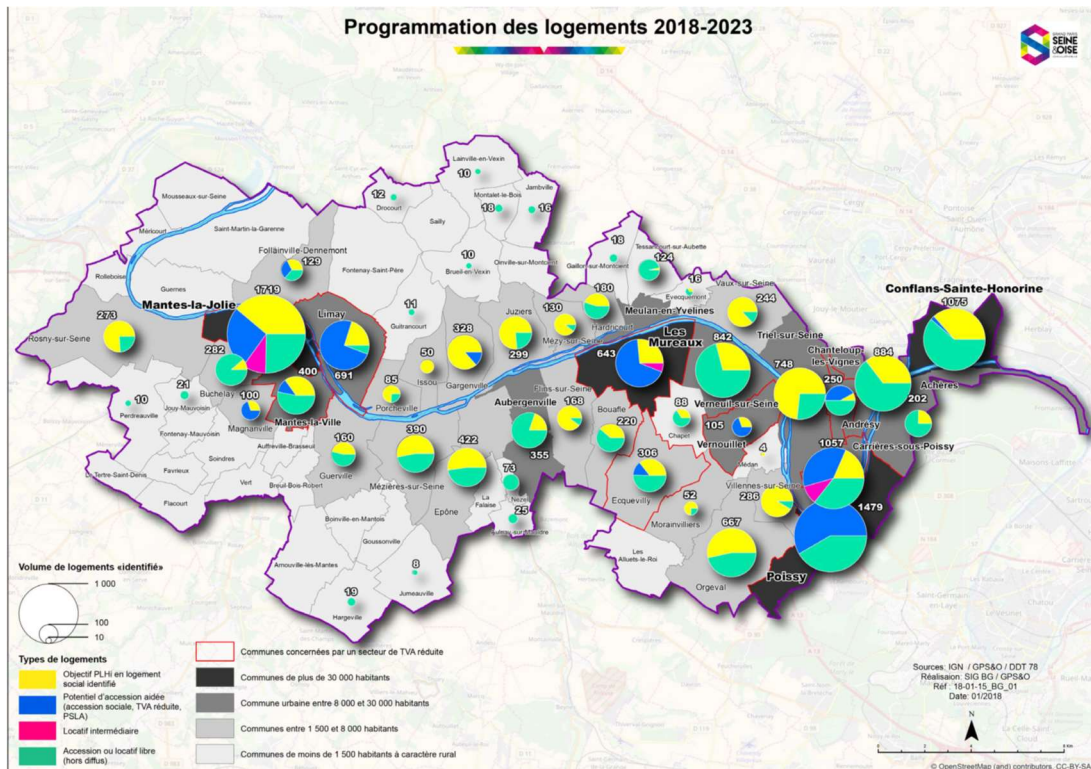 Programmation des logements 2018-2023
SEINE
&OISE
Lainville-en-Vexin
10
Mousseaux-sur-Seine
12
Drocourt
Montalet-le-Bois
Jambville
18
16
Méricourt
Saint-Martin-la-Garenne
Sailly
18
Tessancourt-sur-Aubette
Follainville-Dennemont
129
10
Brueil-en-Vexin
Oinville-sur-Montcient
Gaillon-sur-Montcient
124
Rolleboise
Guernes
Fontenay-Saint-Père
16
Evecquemont
Vaux-sur-Seine
1719
Mantes-la-Jolie
11
Guitrancourt
130
180
Hardricourt
Meulan-en-Yvelines
244
Conflans-Sainte-Honorine
1075
273
Rosny-sur-Seine
Limay
328
Juziers
Mézy-sur-Seine
Les
Mureaux
842
Triel-sur-Seine
282
50
Issou
Gargenville
299
643
748
Chanteloup
les-Vignes
884
Buchelay
400
691
85
Porcheville
Flins-sur-Seine
Verneuil-sur-Seine
250
Achères
21
Jouy-Mauvoisin
100
Magnanville
Mantes-la-Ville
Aubergenville
168
Bouafle
88
Chapet
105
Vernouillet
Andrésy
202
10
Perdreauville
Fontenay-Mauvoisin
Auffreville-Brasseuil
160
390
422
355
220
4
Médan
1057
Carrières-sous-Poissy
Soindres
Guerville
Mézières-sur-Seine
306
Favrieux
Vert
Breuil-Bois-Robert
73
Nézel
Ecquevilly
52
286
Villennes-sur-Seine
1479
Flacourt
Epône
La
Falaise
25
Morainvilliers
Boinville-en-Mantois
667
Goussonville
Les
Alluets-le-Roi
Orgeval
Poissy
Arnouville-lès-Mantes
8
Jumeauville
19
Hargeville
Volume de logements «identifié»
1 000
100
10
Types de logements
Objectif PLHi en logement
social identifié
Potentiel d'accession aidée
(accession sociale, TVA réduite,
PSLA)
Locatif intermédiaire
Accession ou locatif libre
(hors diffus)
Communes concernées par un secteur de TVA réduite
Communes de plus de 30 000 habitants
Commune urbaine entre 8 000 et 30 000 habitants
Communes entre 1 500 et 8 000 habitants
Communes de moins de 1 500 habitants à caractère rural
Sources: IGN / GPS&O / DDT 78
Réalisaion: SIG BG / GPS&O
Réf : 18-01-15_BG_01
Date: 01/2018
N
© OpenStreetMap (and) contributors, CC-BY-SA